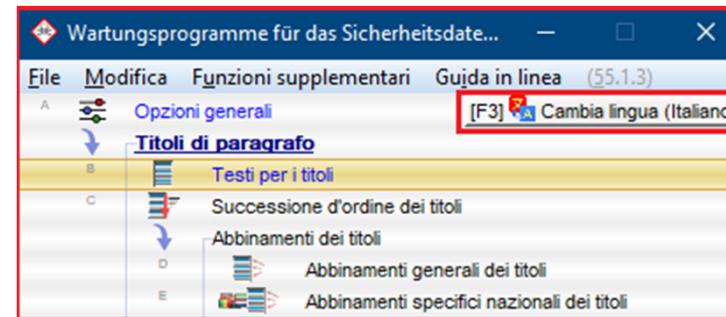 Wartungsprogramme für das Sicherheitsdate...
File Modifica Funzioni supplementari Guida in linea (55.1.3)
A Opzioni generali [F3] Cambia lingua (Italiano
Titoli di paragrafo
B Testi per i titoli
C Successione d'ordine dei titoli
Abbinamenti dei titoli
D Abbinamenti generali dei titoli
E Abbinamenti specifici nazionali dei titoli